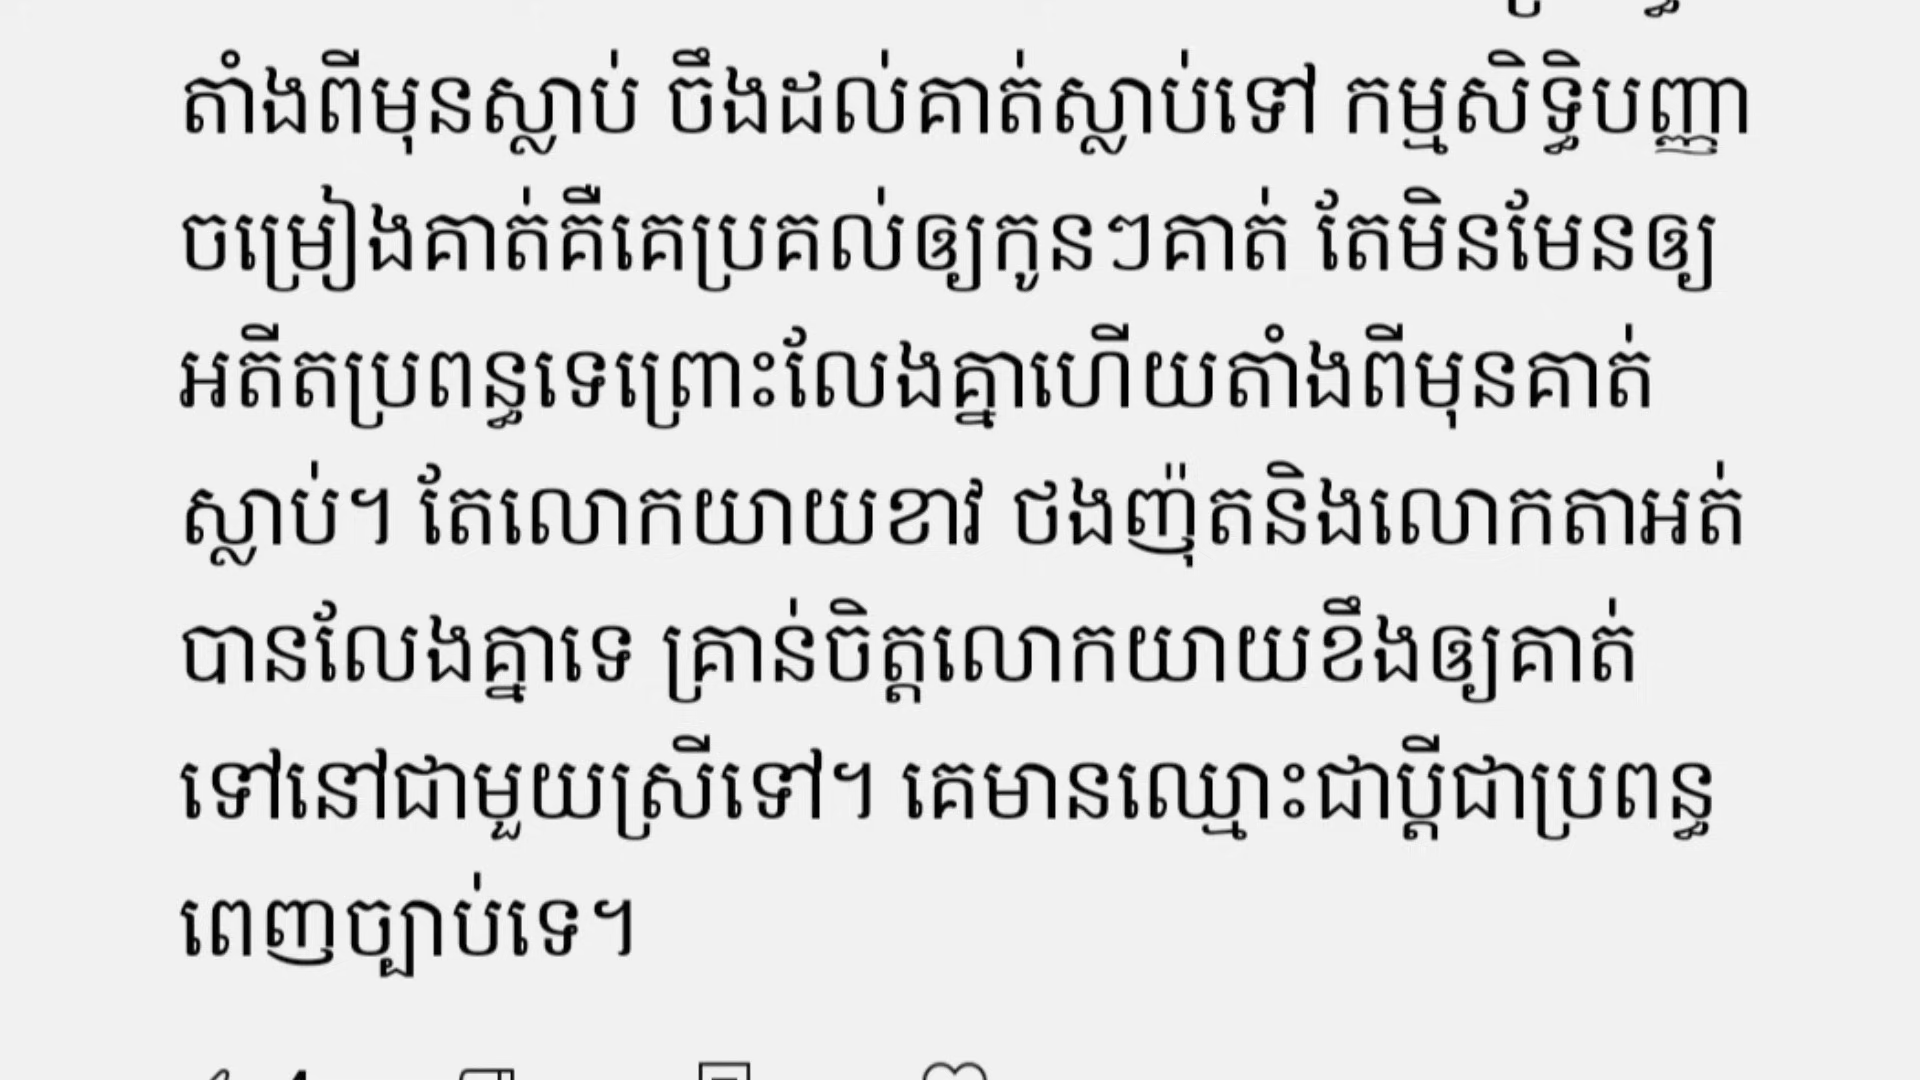 តាំងពីមុនស្លាប់ ចឹងដល់គាត់ស្លាប់ទៅ កម្មសិទ្ធិបញ្ញា
ចម្រៀងគាត់គឺគេប្រគល់ឲ្យកូនៗគាត់ តែមិនមែនឲ្យ
អតីតប្រពន្ធទេព្រោះលែងគ្នាហើយតាំងពីមុនគាត់
ស្លាប់។ តែលោកយាយខាវ ថងញ៉ុតនិងលោកតាអត់
បានលែងគ្នាទេ គ្រាន់ចិត្តលោកយាយខឹងឲ្យគាត់
ទៅនៅជាមួយស្រីទៅ។ គេមានឈ្មោះជាប្ដីជាប្រពន្ធ
ពេញច្បាប់ទេ។